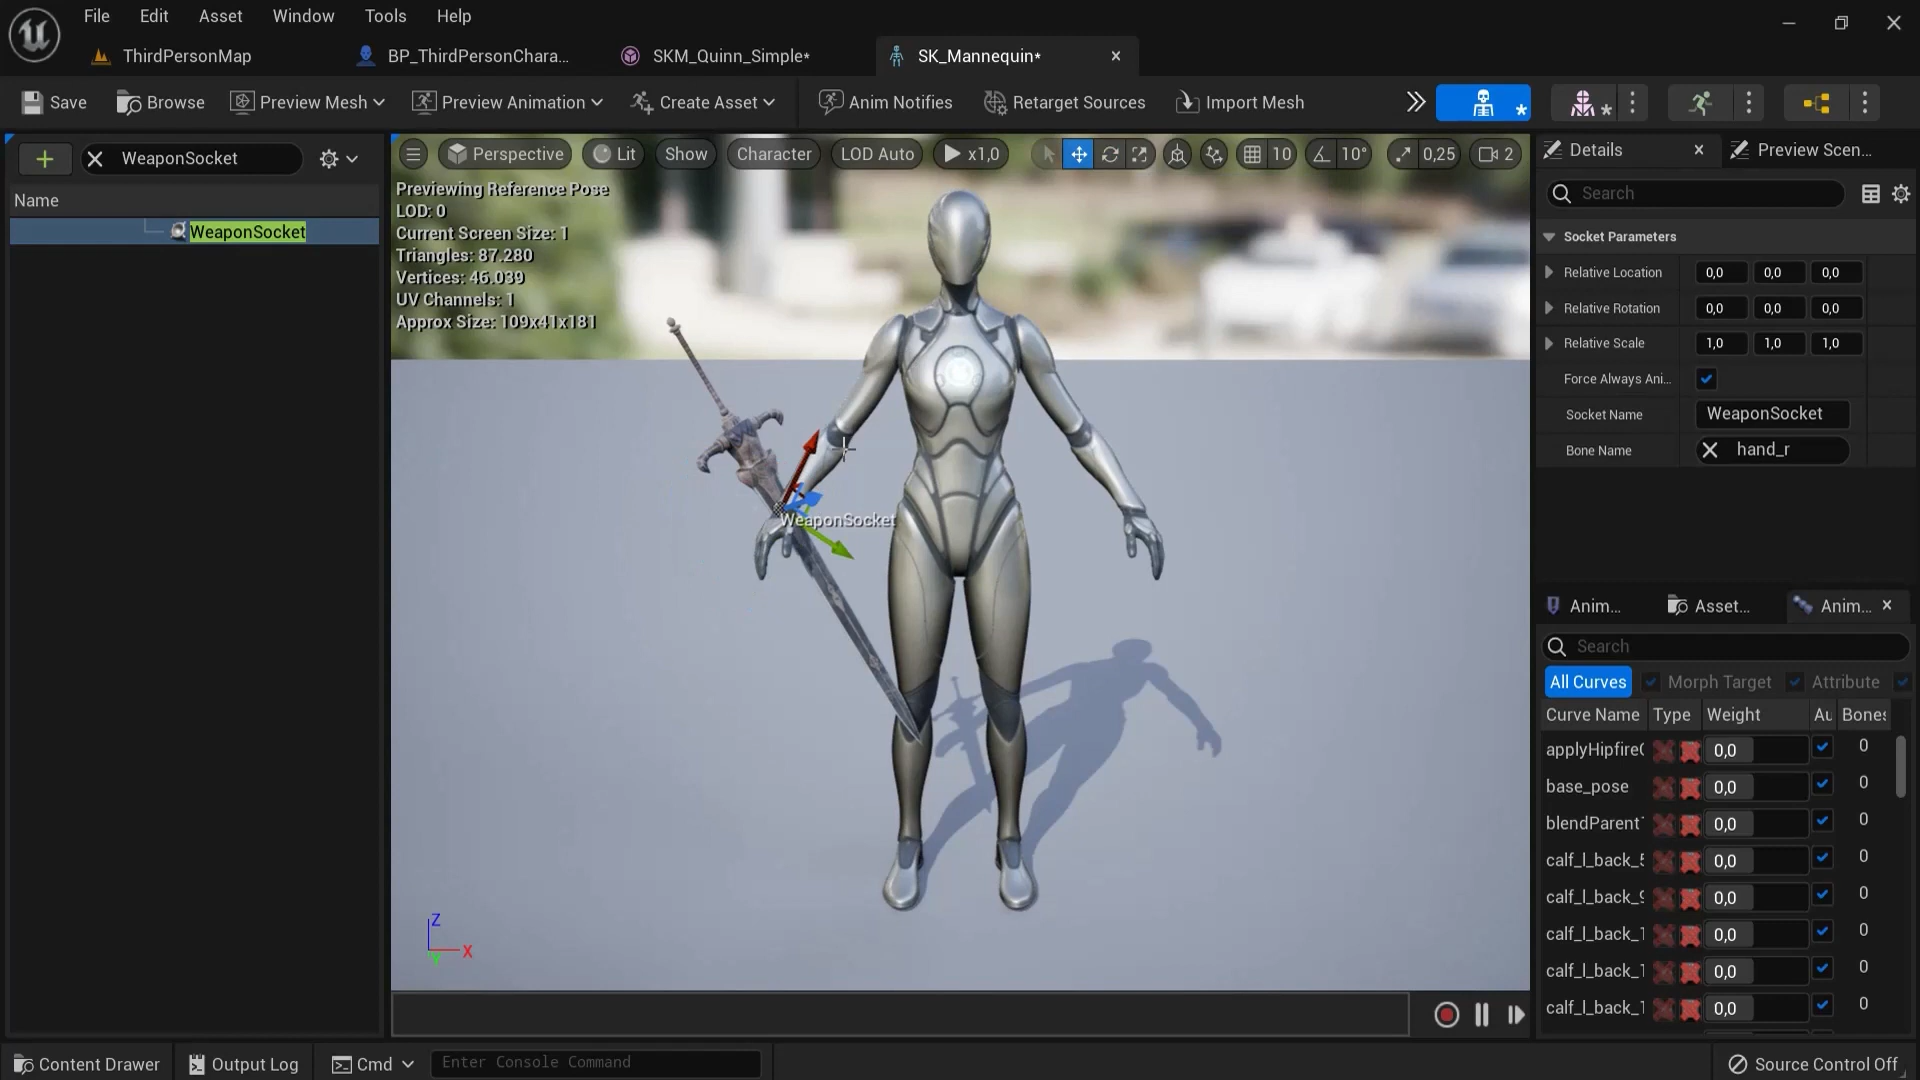 File Edit Asset Window Tools Help
ThirdPersonMap BP_ThirdPersonChara... SKM_Quinn_Simple* SK_Mannequin*
Save Browse Preview Mesh Preview Animation Create Asset Anim Notifies Retarget Sources Import Mesh
WeaponSocket
Name
WeaponSocket
Perspective Lit Show Character LOD Auto x1,0 10 10° 0,25 2
Previewing Reference Pose
LOD: 0
Current Screen Size: 1
Triangles: 87.280
Vertices: 46.039
UV Channels: 1
Approx Size: 109x41x181
WeaponSocket
Z
X
Y
Details Preview Scen...
Search
Socket Parameters
Relative Location 0,0 0,0 0,0
Relative Rotation 0,0 0,0 0,0
Relative Scale 1,0 1,0 1,0
Force Always Ani...
Socket Name WeaponSocket
Bone Name hand_r
Anim... Asset... Anim...
Search
All Curves Morph Target Attribute
Curve Name Type Weight Au Bones
applyHipfire 0,0 0
base_pose 0,0 0
blendParent 0,0 0
calf_l_back_5 0,0 0
calf_l_back_9 0,0 0
calf_l_back_1 0,0 0
calf_l_back_1 0,0 0
calf_l_back_1 0,0 0
Content Drawer Output Log Cmd Enter Console Command Source Control Off